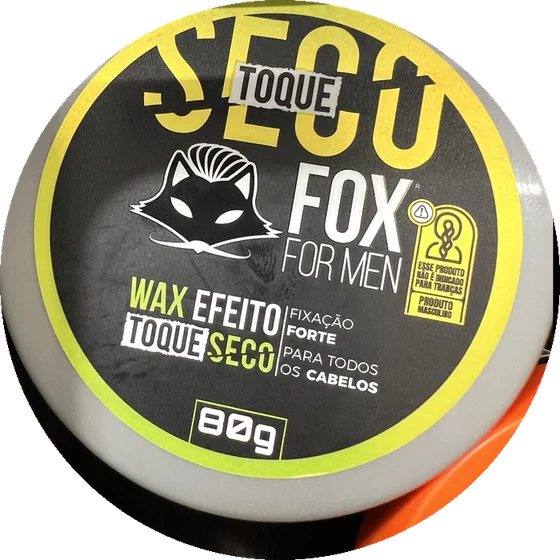 SECO
TOQUE
FOX
FOR MEN
ESSE PRODUTO
NÃO É INDICADO
PARA TRANÇAS
PRODUTO
MASCULINO
WAX EFEITO
TOQUE SECO
FIXAÇÃO
FORTE
PARA TODOS
OS CABELOS
80g